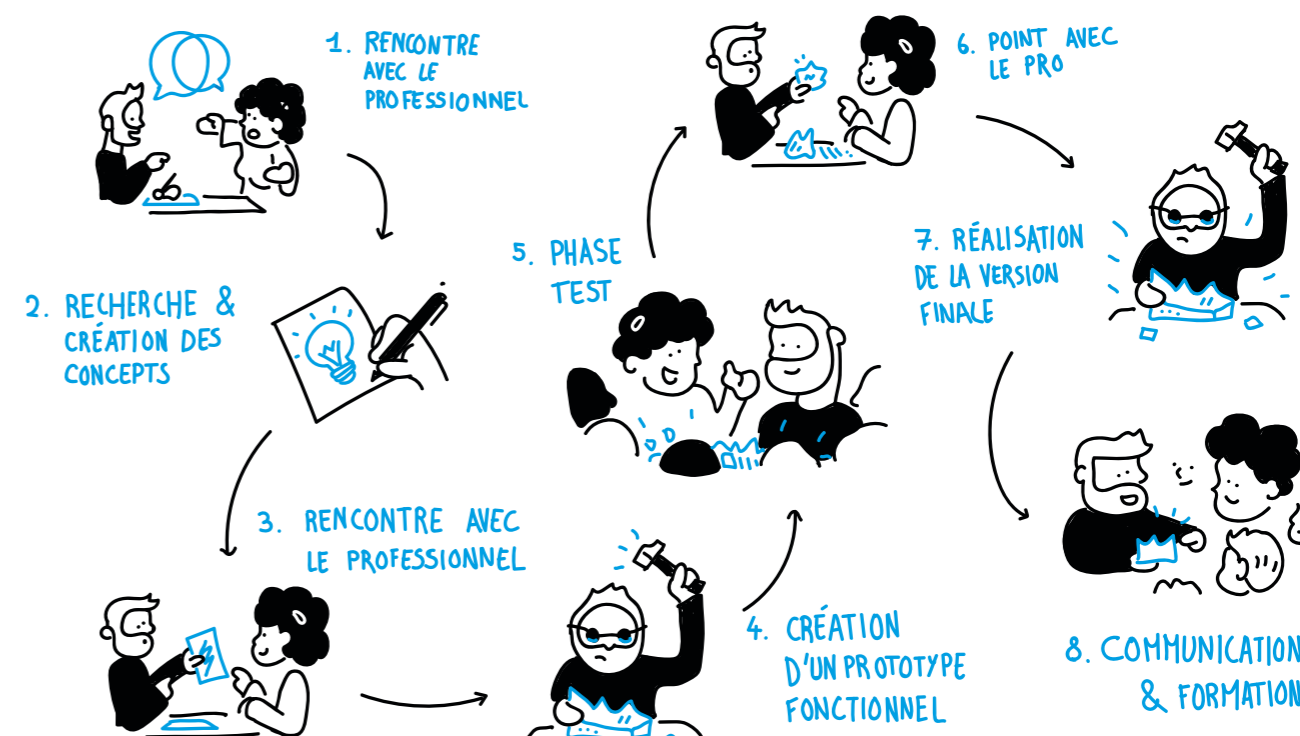 1. RENCONTRE
AVEC LE
PROFESSIONNEL
2. RECHERCHE &
CRÉATION DES
CONCEPTS
3. RENCONTRE AVEC
LE PROFESSIONNEL
4. CRÉATION
D'UN PROTOTYPE
FONCTIONNEL
5. PHASE
TEST
6. POINT AVEC
LE PRO
7. RÉALISATION
DE LA VERSION
FINALE
8. COMMUNICATION
& FORMATION